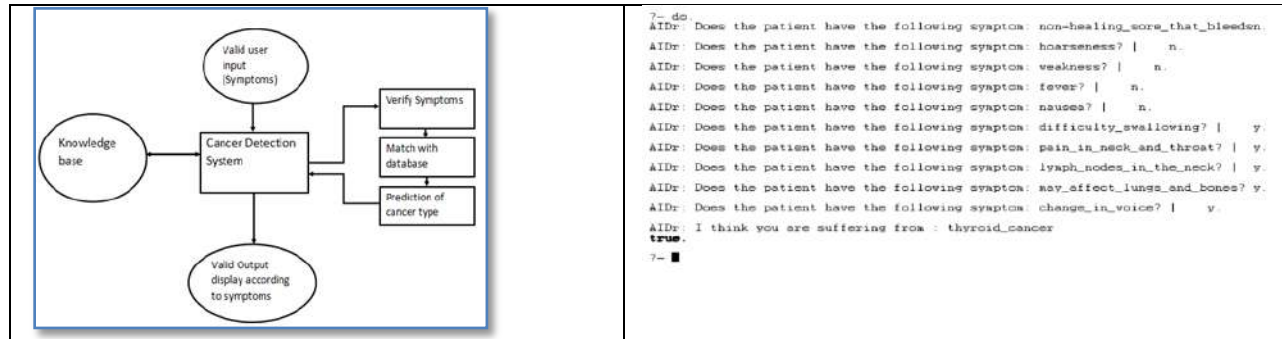 Valid user
input
(Symptoms)
Verify Symptoms
Knowledge
base
Cancer Detection
System
Match with
database
Prediction of
cancer type
Valid Output
display according
to symptoms
?- do.
AIDr: Does the patient have the following symptom: non-healing_sore_that_bleedsn.
AIDr: Does the patient have the following symptom: hoarseness? | n.
AIDr: Does the patient have the following symptom: weakness? | n.
AIDr: Does the patient have the following symptom: fever? | n.
AIDr: Does the patient have the following symptom: nausea? | n.
AIDr: Does the patient have the following symptom: difficulty_swallowing? | y.
AIDr: Does the patient have the following symptom: pain_in_neck_and_throat? | y.
AIDr: Does the patient have the following symptom: lymph_nodes_in_the_neck? | y.
AIDr: Does the patient have the following symptom: may_affect_lungs_and_bones? y.
AIDr: Does the patient have the following symptom: change_in_voice? | y.
AIDr: I think you are suffering from : thyroid_cancer
true.
?-